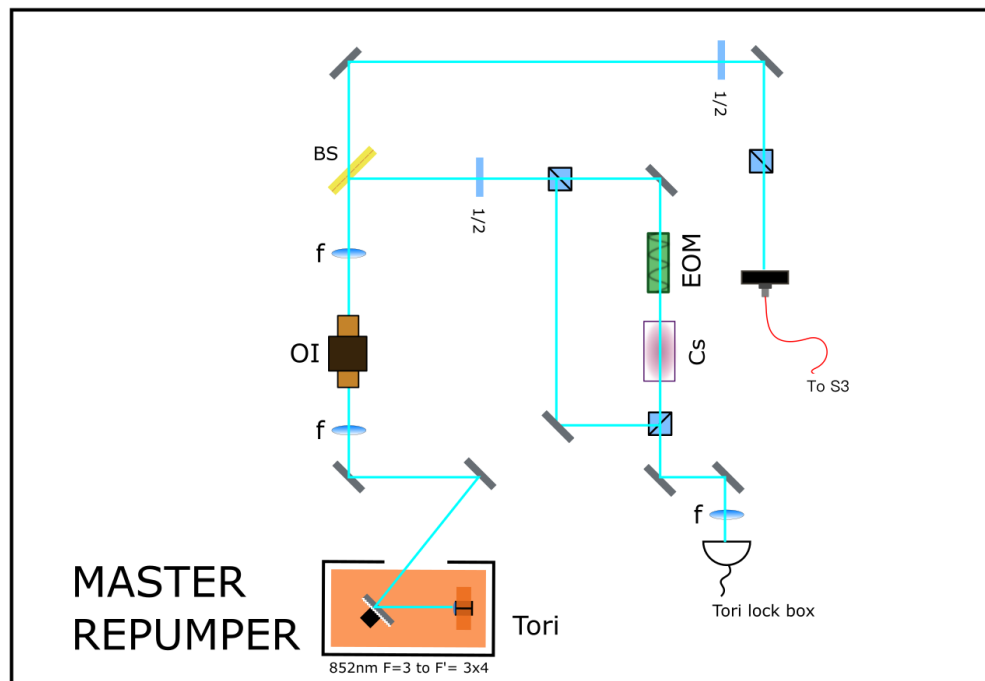 1/2
BS
1/2
f
EOM
OI
Cs
To S3
f
f
MASTER
REPUMPER
Tori
Tori lock box
852nm F=3 to F'= 3x4